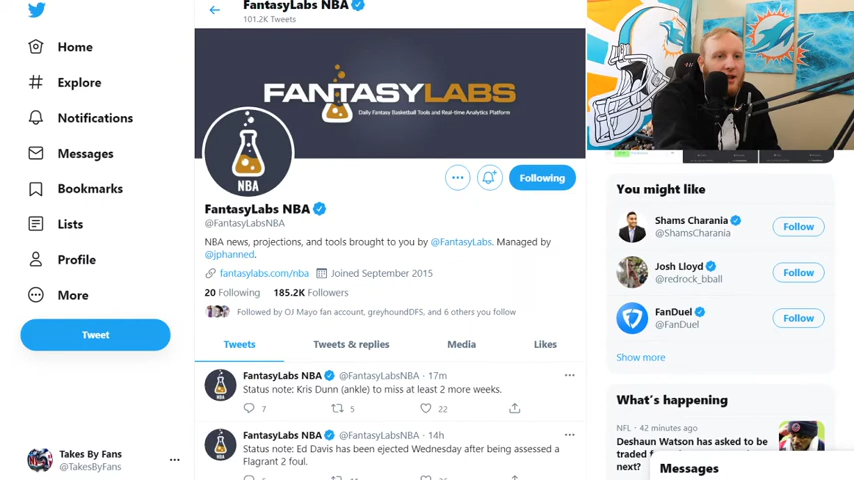 FantasyLabs NBA
101.2K Tweets
Home
Explore
Notifications
Messages
Bookmarks
Lists
Profile
More
Tweet
Takes By Fans
@TakesByFans
FANTASYLABS
Daily Fantasy Basketball Tools and Real-time Analytics Platform
NBA
Following
FantasyLabs NBA
@FantasyLabsNBA
NBA news, projections, and tools brought to you by @FantasyLabs. Managed by
@jphanned.
fantasylabs.com/nba Joined September 2015
20 Following 185.2K Followers
Followed by OJ Mayo fan account, greyhoundDFS, and 6 others you follow
Tweets Tweets & replies Media Likes
FantasyLabs NBA @FantasyLabsNBA · 17m
Status note: Kris Dunn (ankle) to miss at least 2 more weeks.
7 5 22
NBA
FantasyLabs NBA @FantasyLabsNBA · 14h
Status note: Ed Davis has been ejected Wednesday after being assessed a
Flagrant 2 foul.
NBA
You might like
Shams Charania
@ShamsCharania
Follow
Josh Lloyd
@redrock_bball
Follow
FanDuel
@FanDuel
Follow
Show more
What's happening
NFL · 42 minutes ago
Deshaun Watson has asked to be
traded
next?
Messages